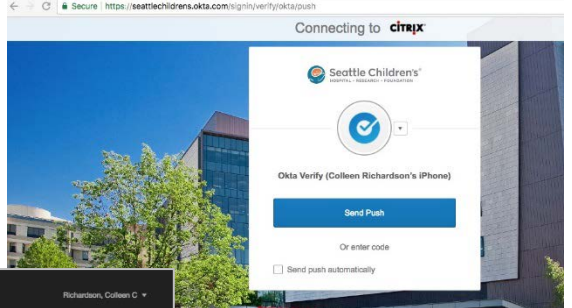 Secure | https://seattlechildrens.okta.com/signin/verify/okta/push
Connecting to CITRIX
Seattle Children's®
HOSPITAL • RESEARCH • FOUNDATION
Okta Verify (Colleen Richardson's iPhone)
Send Push
Or enter code
Send push automatically
Richardson, Colleen C